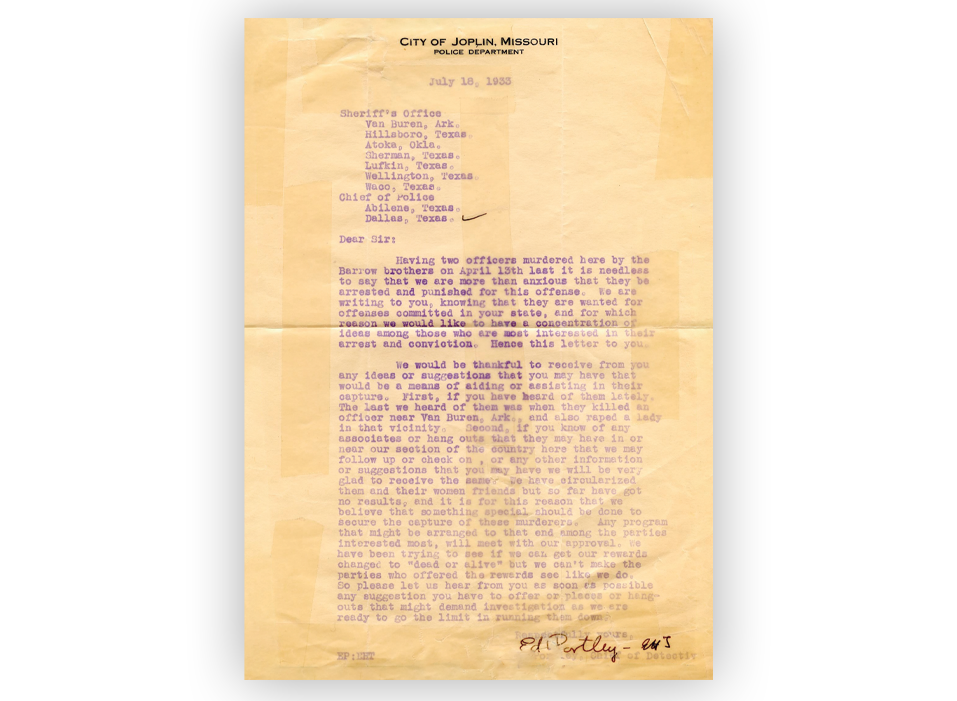 CITY OF JOPLIN, MISSOURI
POLICE DEPARTMENT
July 18, 1933
Sheriff's Office
Van Buren, Ark.
Hillsboro, Texas.
Atoka, Okla.
Sherman, Texas.
Lufkin, Texas.
Wellington, Texas.
Waco, Texas.
Chief of Police
Abilene, Texas.
Dallas, Texas.
Dear Sir:
Having two officers murdered here by the
Barrow brothers on April 13th last it is needless
to say that we are more than anxious that they be
arrested and punished for this offense. We are
writing to you, knowing that they are wanted for
offenses committed in your state, and for which
reason we would like to have a concentration of
ideas among those who are most interested in their
arrest and conviction. Hence this letter to you.
We would be thankful to receive from you
any ideas or suggestions that you may have that
would be a means of aiding or assisting in their
capture. First, if you have heard of them lately.
The last we heard of them was when they killed an
officer near Van Buren, Ark., and also raped a lady
in that vicinity. Second, if you know of any
associates or hang outs that they may have in or
near our section of the country here that we may
follow up or check on , or any other information
or suggestions that you may have we will be very
glad to receive the same. We have circularized
them and their women friends but so far have got
no results, and it is for this reason that we
believe that something special should be done to
secure the capture of these murderers. Any program
that might be arranged to that end among the parties
interested most, will meet with our approval. We
have been trying to see if we can get our rewards
changed to "dead or alive" but we can't make the
parties who offered the rewards see like we do.
So please let us hear from you as soon as possible
any suggestion you have to offer or places or hang-
outs that might demand investigation as we are
ready to go the limit in running them down.
yours,
Ed Portley -
of Detectiv
EP:EET